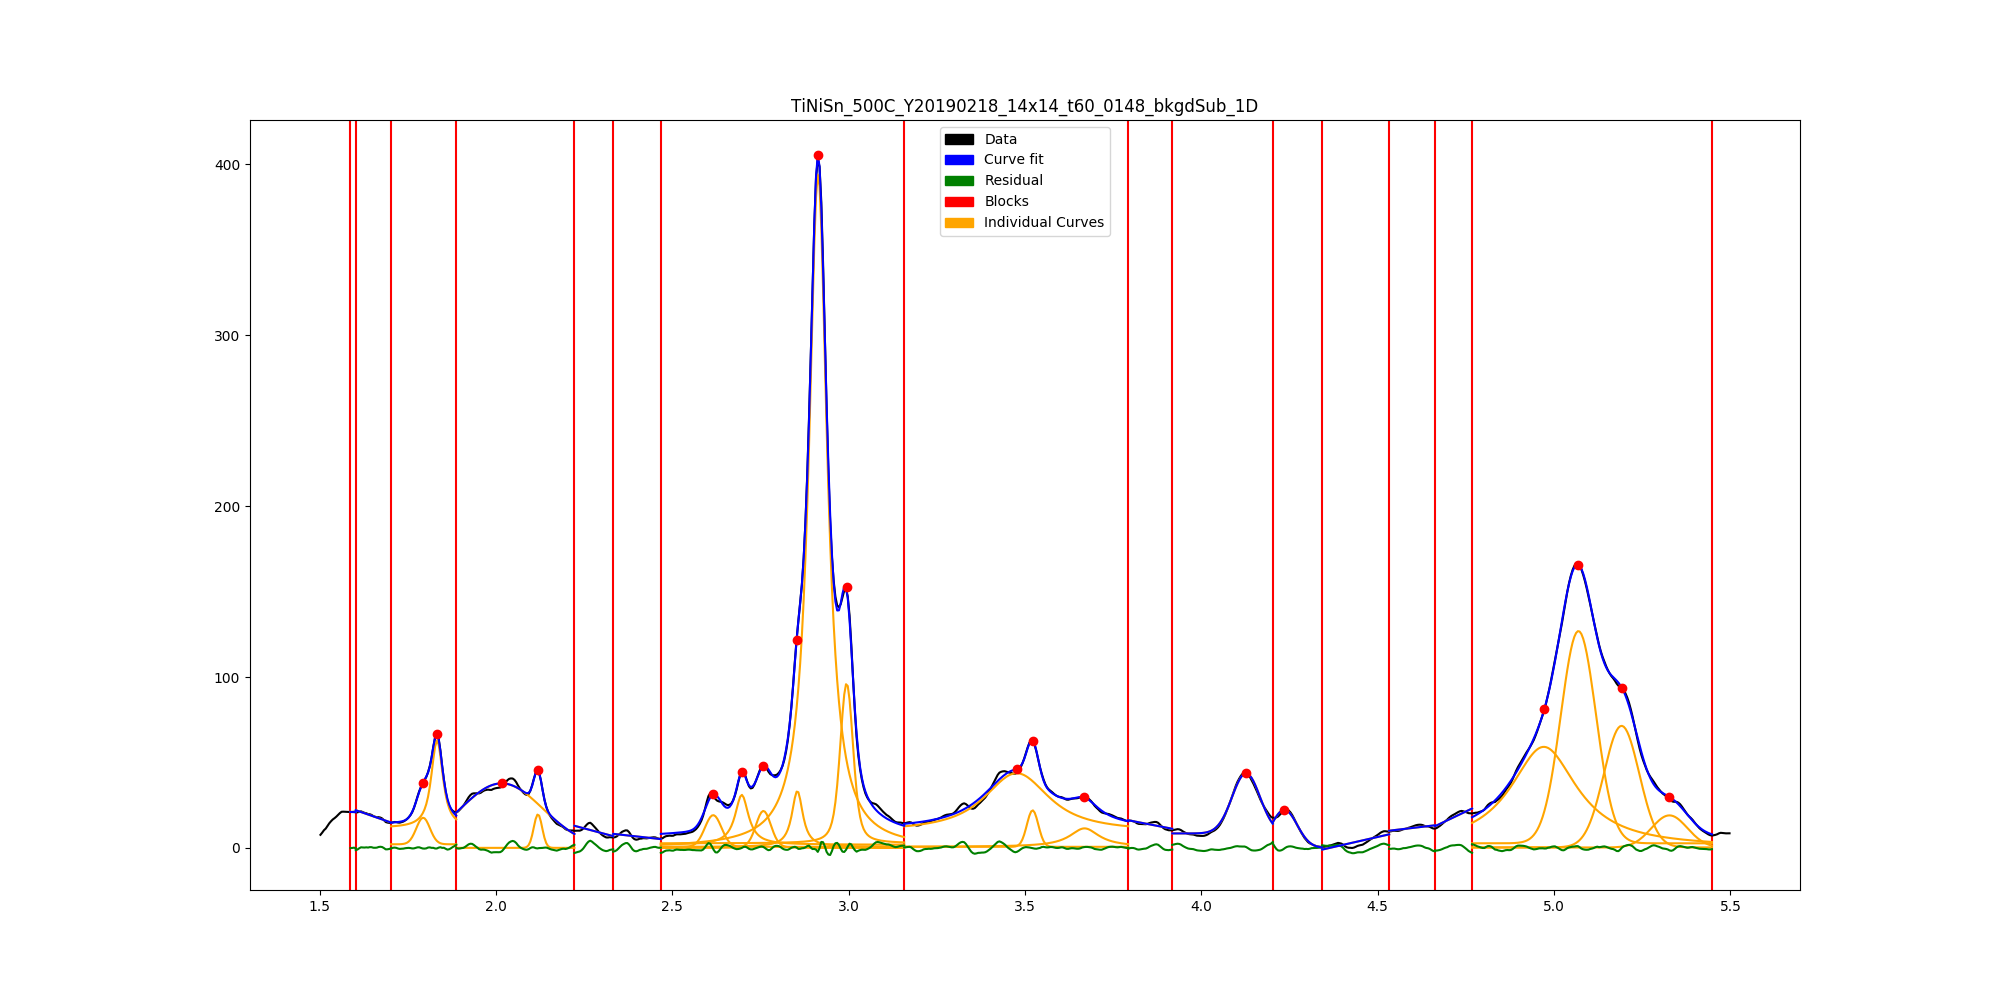 TiNiSn_500C_Y20190218_14x14_t60_0148_bkgdSub_1D
Data
Curve fit
Residual
Blocks
Individual Curves
400
300
200
100
0
1.5 2.0 2.5 3.0 3.5 4.0 4.5 5.0 5.5